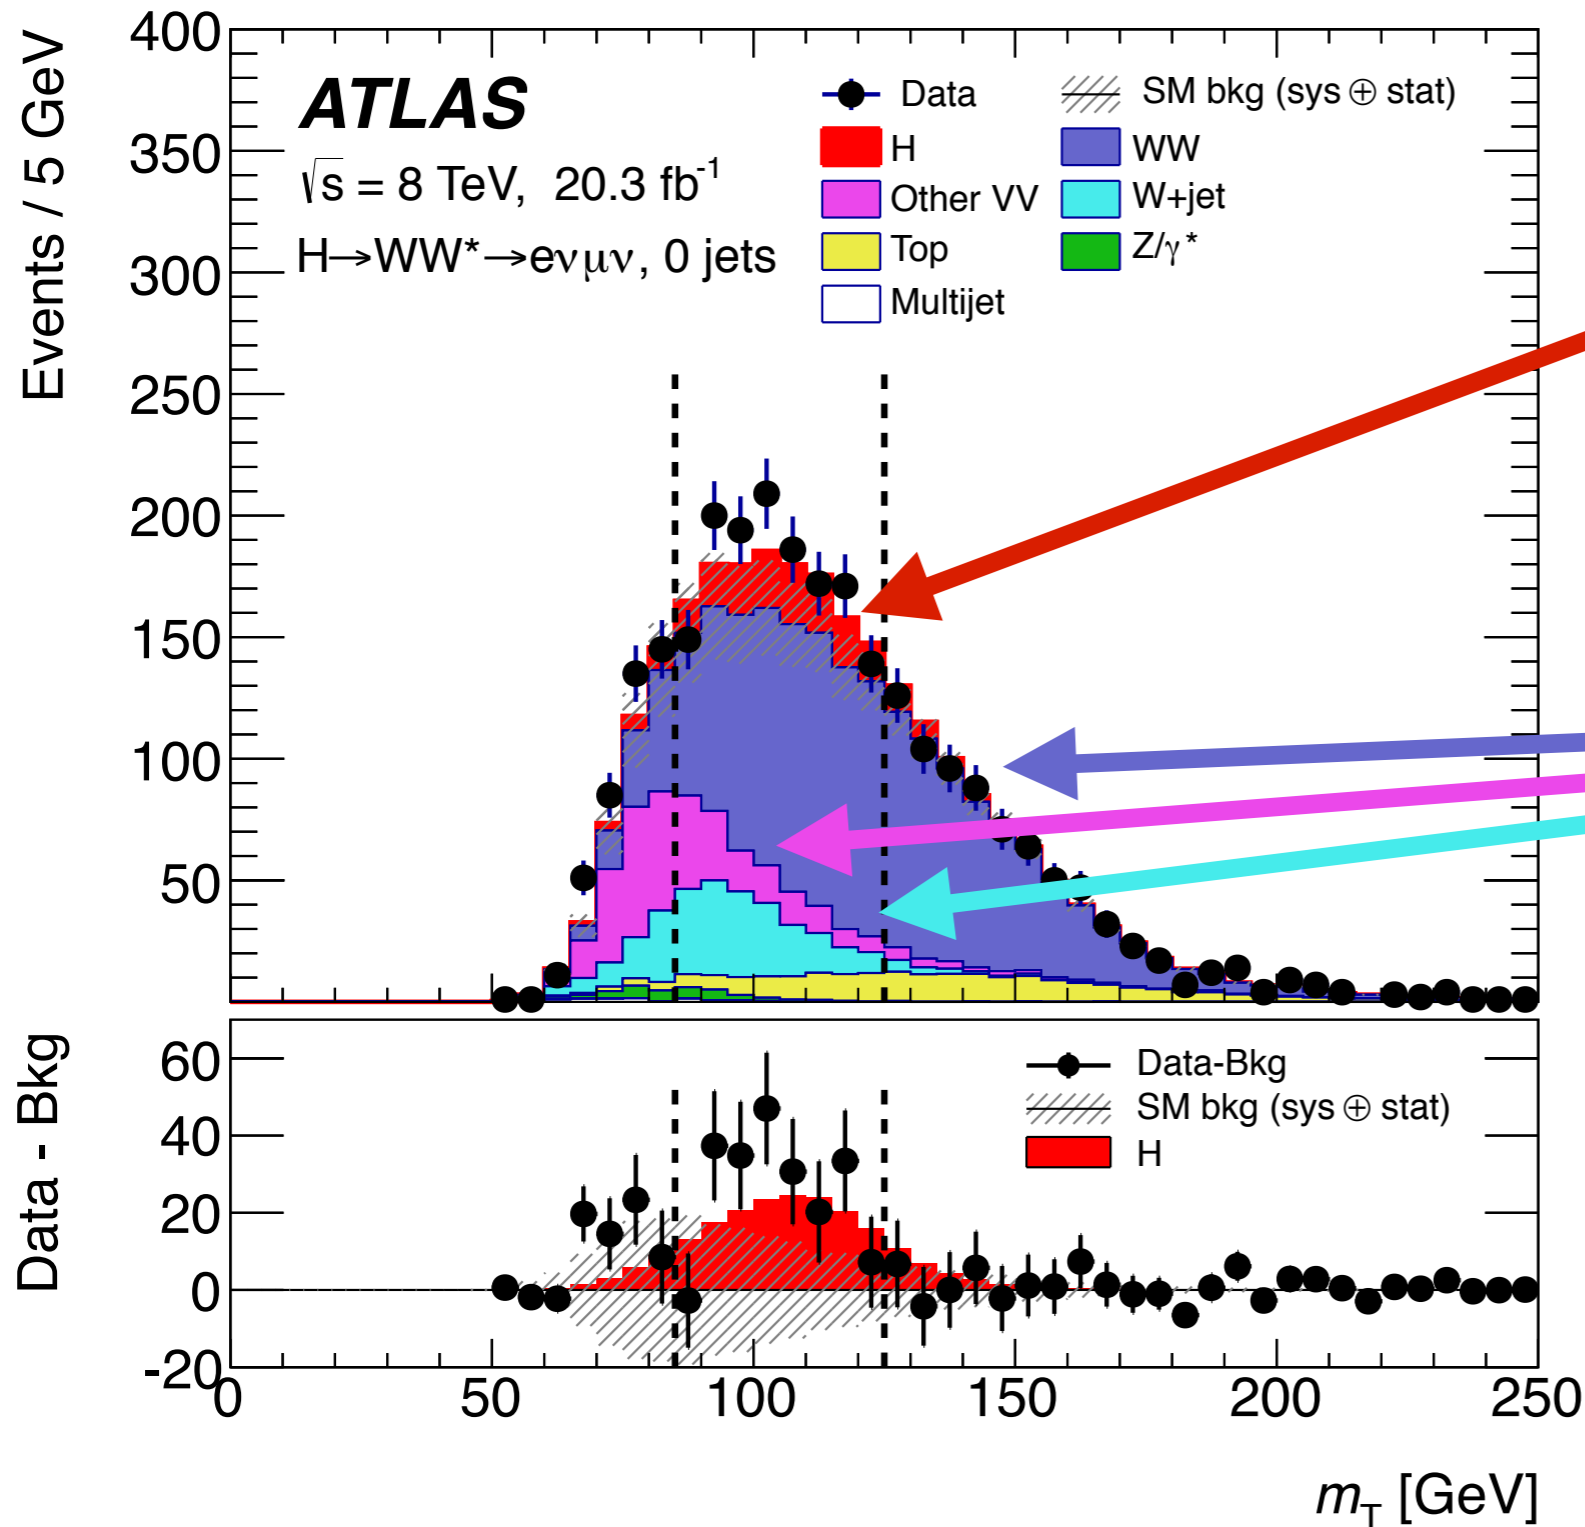 Events / 5 GeV
400
350
300
250
200
150
100
50
ATLAS
√s = 8 TeV, 20.3 fb⁻¹
H→WW*→eνμν, 0 jets
Data
SM bkg (sys ⊕ stat)
H
WW
Other VV
W+jet
Top
Z/γ*
Multijet
Data - Bkg
60
40
20
0
-20
Data-Bkg
SM bkg (sys ⊕ stat)
H
0
50
100
150
200
250
m_T [GeV]